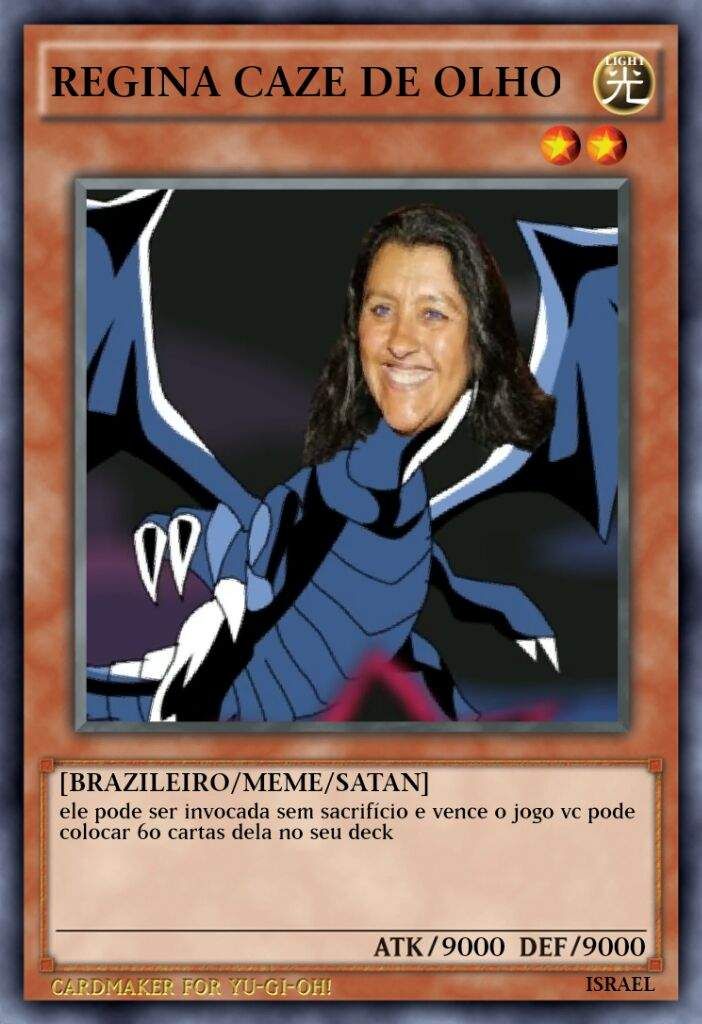 REGINA CAZE DE OLHO
LIGHT
光
[BRAZILEIRO/MEME/SATAN]
ele pode ser invocada sem sacrifício e vence o jogo vc pode
colocar 6o cartas dela no seu deck
ATK/9000 DEF/9000
CARDMAKER FOR YU-GI-OH!
ISRAEL